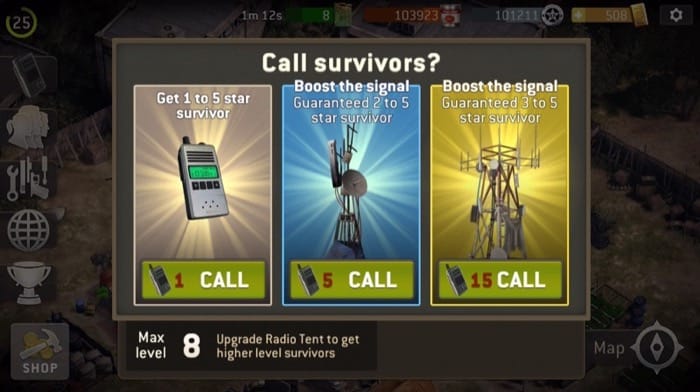 25
1m 12s 8 103923 101211 508
Call survivors?
Get 1 to 5 star
survivor
Boost the signal
Guaranteed 2 to 5
star survivor
Boost the signal
Guaranteed 3 to 5
star survivor
1 CALL
5 CALL
15 CALL
Max
level
8
Upgrade Radio Tent to get
higher level survivors
SHOP
Map